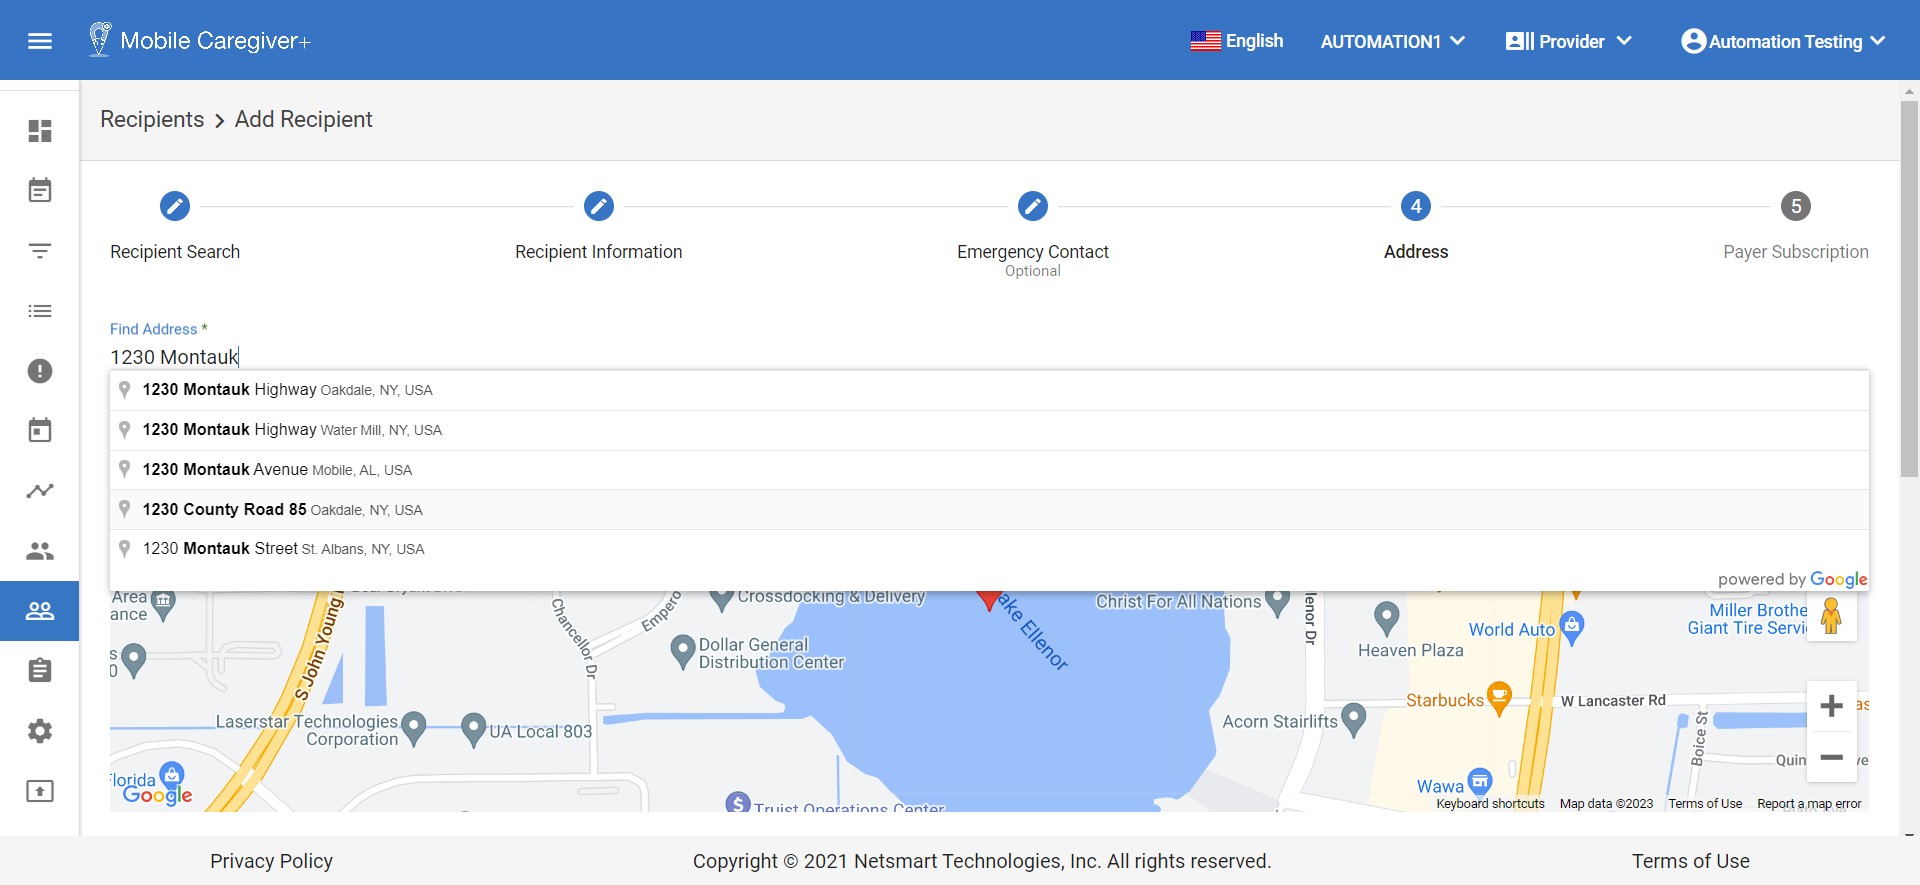 Mobile Caregiver+
English
AUTOMATION1
Provider
Automation Testing
Recipients > Add Recipient
4
5
Recipient Search
Recipient Information
Emergency Contact
Optional
Address
Payer Subscription
Find Address *
1230 Montauk
1230 Montauk Highway Oakdale, NY, USA
1230 Montauk Highway Water Mill, NY, USA
1230 Montauk Avenue Mobile, AL, USA
1230 County Road 85 Oakdale, NY, USA
1230 Montauk Street St. Albans, NY, USA
powered by Google
Area
ance
S John Young
Chancellor Dr
Empero
Crossdocking & Delivery
Dollar General
Distribution Center
Lake Ellenor
Christ For All Nations
lenor Dr
Heaven Plaza
World Auto
Miller Brothe
Giant Tire Servi
s
0
Laserstar Technologies
Corporation
UA Local 803
Acorn Stairlifts
Starbucks
W Lancaster Rd
as
Boice St
Quin
ve
Florida
Google
Truist Operations Center
Wawa
Keyboard shortcuts
Map data ©2023
Terms of Use
Report a map error
Privacy Policy
Copyright © 2021 Netsmart Technologies, Inc. All rights reserved.
Terms of Use